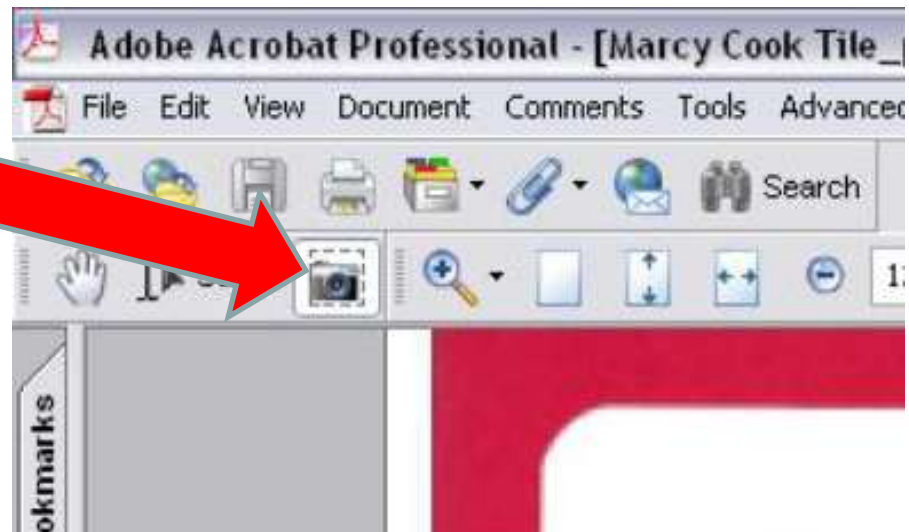 Adobe Acrobat Professional - [Marcy Cook Tile_
File Edit View Document Comments Tools Advanced
Search
okmarks